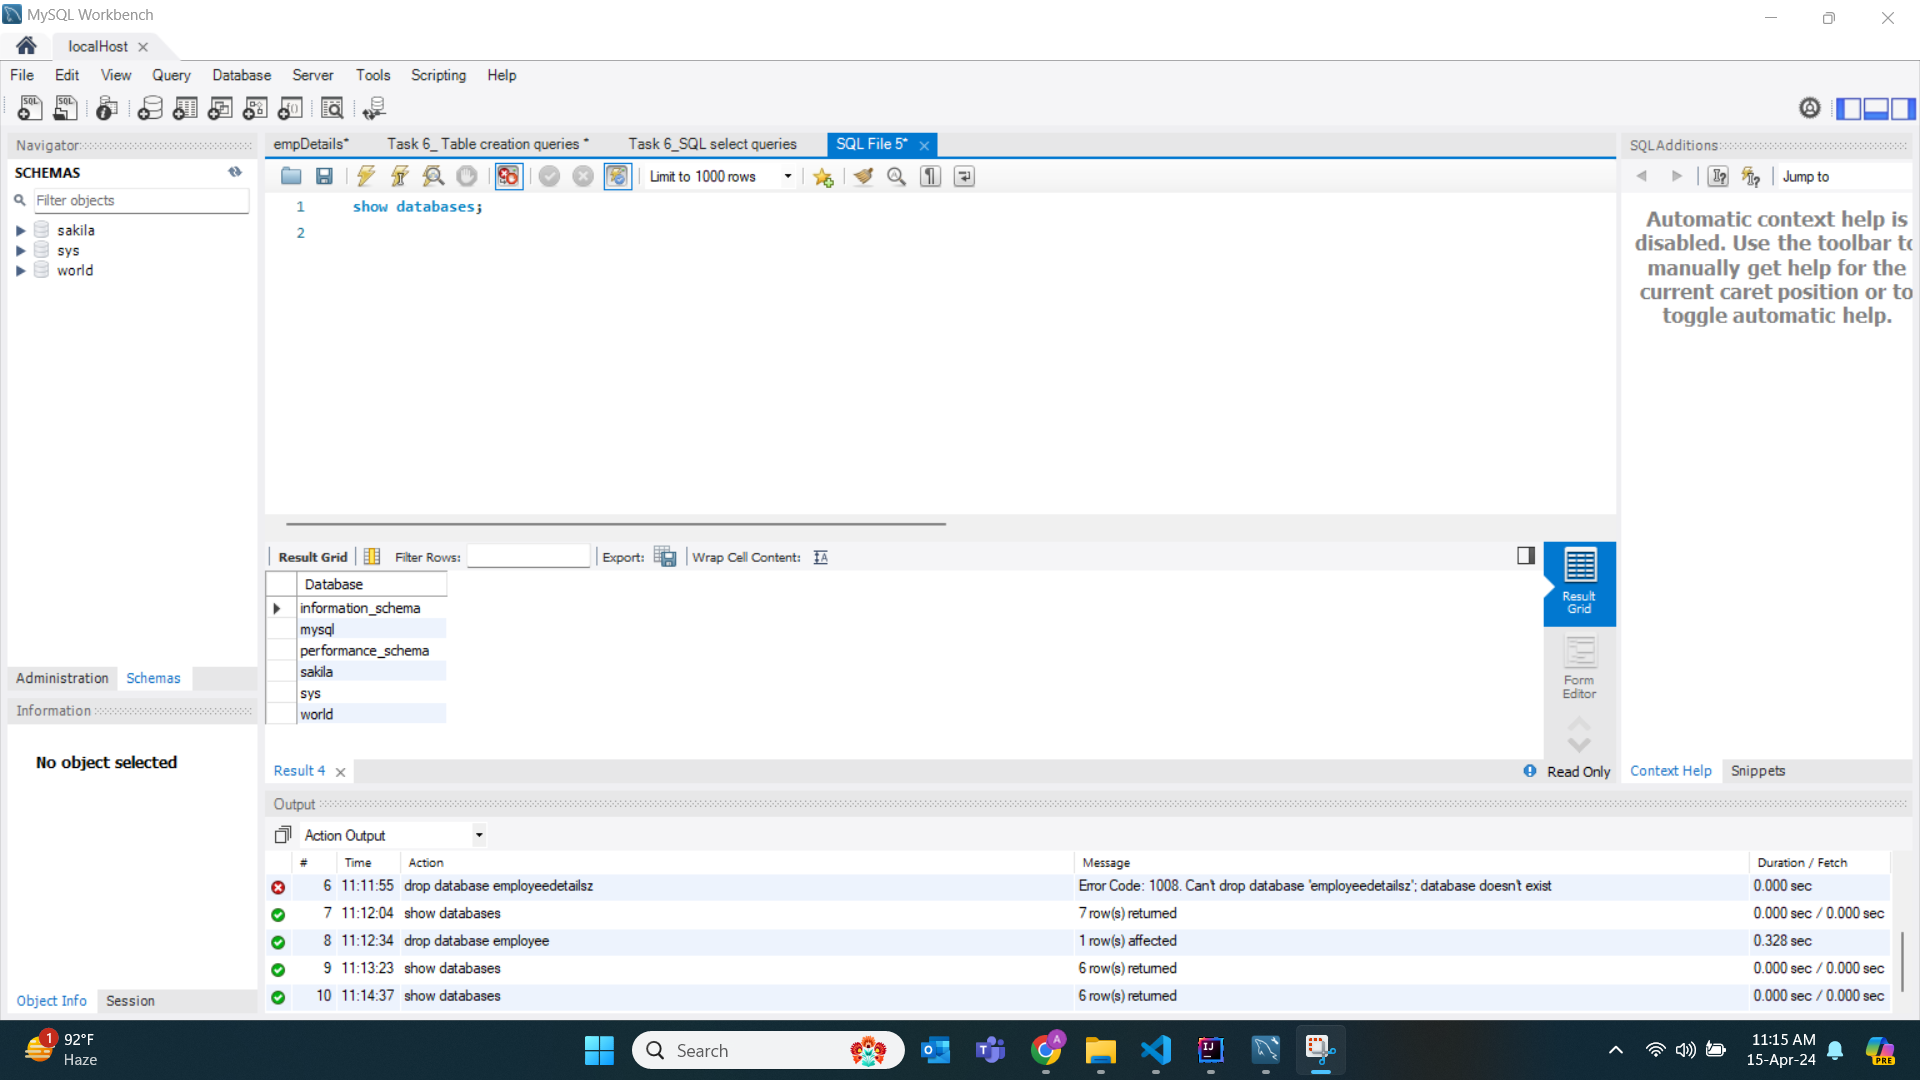 MySQL Workbench
localHost
File Edit View Query Database Server Tools Scripting Help
Navigator
SCHEMAS
Filter objects
sakila
sys
world
Administration Schemas
Information
No object selected
Object Info Session
empDetails* Task 6_ Table creation queries * Task 6_SQL select queries SQL File 5*
Limit to 1000 rows
1 show databases;
2
Result Grid Filter Rows: Export: Wrap Cell Content:
Database
information_schema
mysql
performance_schema
sakila
sys
world
Result
Grid
Form
Editor
Result 4 Read Only
SQLAdditions
Jump to
Automatic context help is
disabled. Use the toolbar to
manually get help for the
current caret position or to
toggle automatic help.
Context Help Snippets
Output
Action Output
# Time Action Message Duration / Fetch
6 11:11:55 drop database employeedetailsz Error Code: 1008. Can't drop database 'employeedetailsz'; database doesn't exist 0.000 sec
7 11:12:04 show databases 7 row(s) returned 0.000 sec / 0.000 sec
8 11:12:34 drop database employee 1 row(s) affected 0.328 sec
9 11:13:23 show databases 6 row(s) returned 0.000 sec / 0.000 sec
10 11:14:37 show databases 6 row(s) returned 0.000 sec / 0.000 sec
1
92°F
Haze
Search
A
11:15 AM
15-Apr-24
PRE